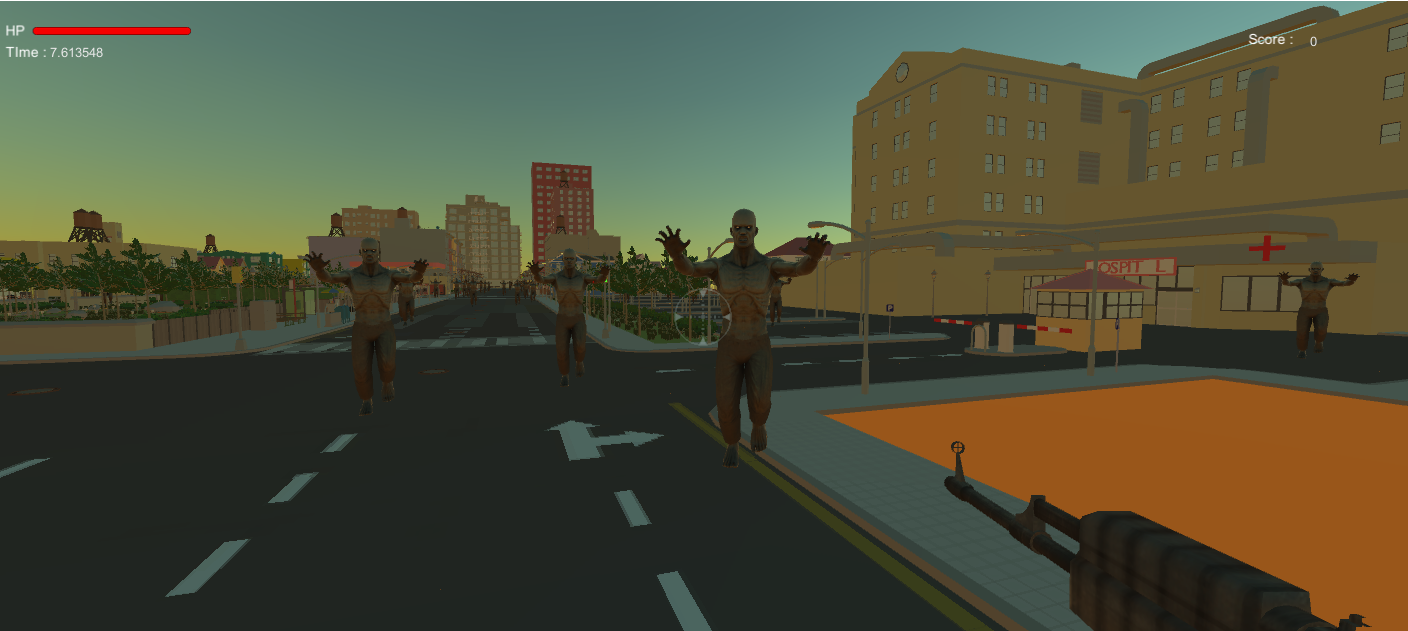 HP
TIme : 7.613548
Score : 0
OSPIT L